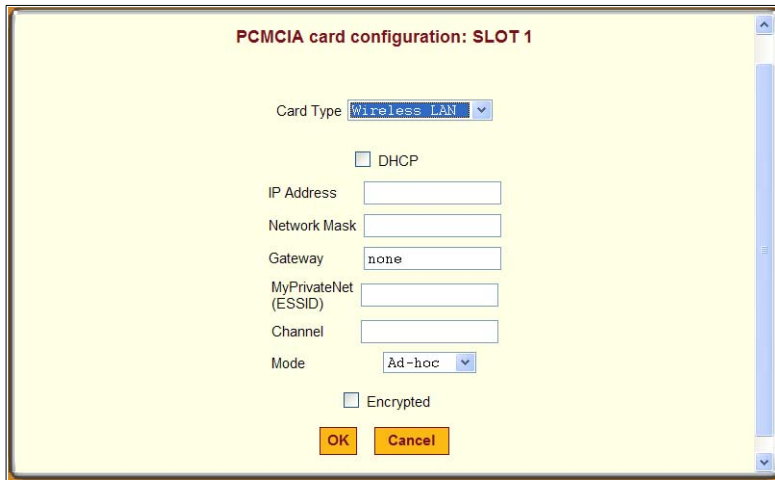 PCMCIA card configuration: SLOT 1
Card Type Wireless LAN
DHCP
IP Address
Network Mask
Gateway none
MyPrivateNet
(ESSID)
Channel
Mode Ad-hoc
Encrypted
OK Cancel